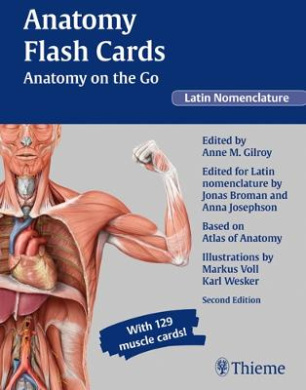 Anatomy
Flash Cards
Anatomy on the Go
Latin Nomenclature
Edited by
Anne M. Gilroy
Edited for Latin
nomenclature by
Jonas Broman and
Anna Josephson
Based on
Atlas of Anatomy
Illustrations by
Markus Voll
Karl Wesker
Second Edition
With 129
muscle cards!
Thieme